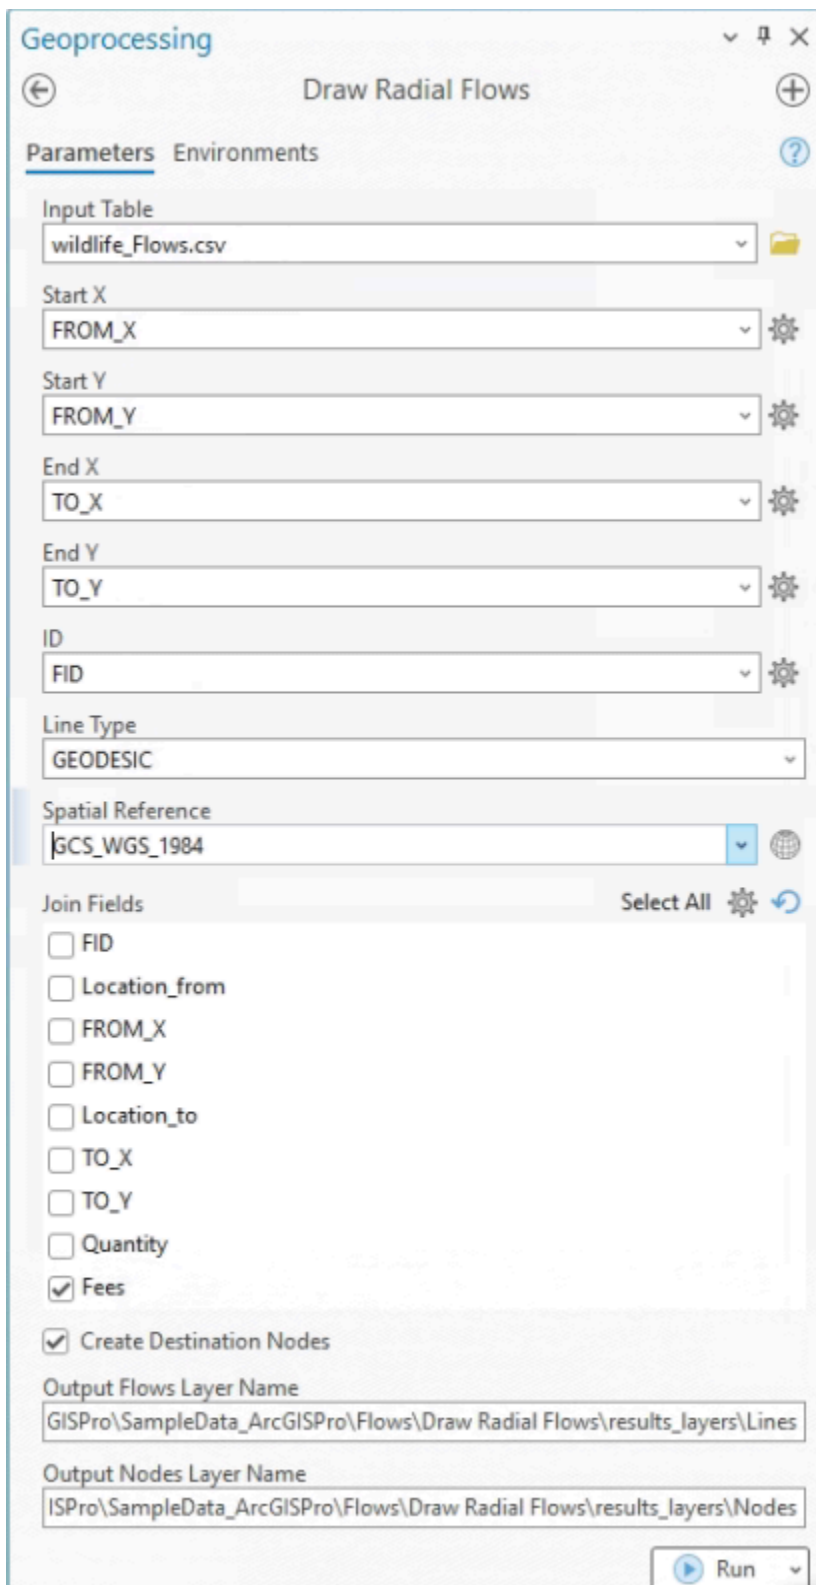 Geoprocessing
Draw Radial Flows
Parameters Environments
Input Table
wildlife_Flows.csv
Start X
FROM_X
Start Y
FROM_Y
End X
TO_X
End Y
TO_Y
ID
FID
Line Type
GEODESIC
Spatial Reference
GCS_WGS_1984
Join Fields Select All
FID
Location_from
FROM_X
FROM_Y
Location_to
TO_X
TO_Y
Quantity
Fees
Create Destination Nodes
Output Flows Layer Name
GISPro\SampleData_ArcGISPro\Flows\Draw Radial Flows\results_layers\Lines
Output Nodes Layer Name
ISPro\SampleData_ArcGISPro\Flows\Draw Radial Flows\results_layers\Nodes
Run